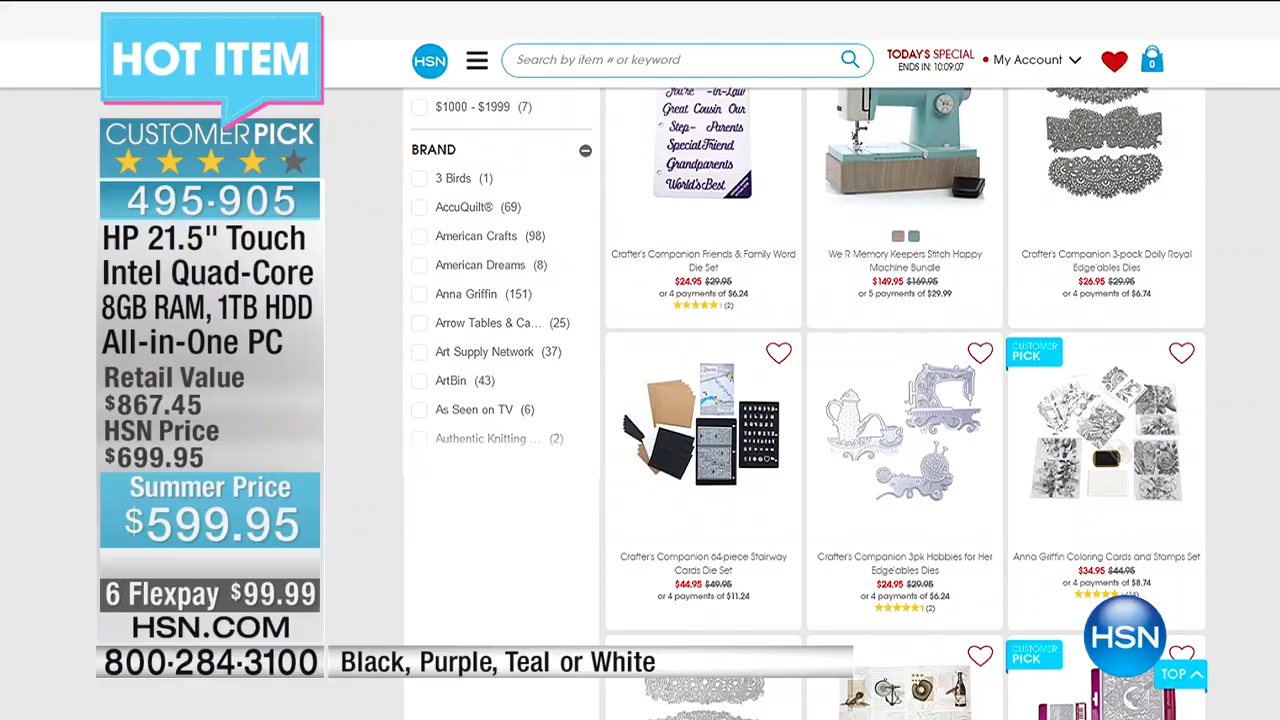 HOT ITEM
CUSTOMER PICK
495-905
HP 21.5" Touch
Intel Quad-Core
8GB RAM, 1TB HDD
All-in-One PC
Retail Value
$867.45
HSN Price
$699.95
Summer Price
$599.95
6 Flexpay $99.99
HSN.COM
800-284-3100
Black, Purple, Teal or White
HSN
Search by item # or keyword
TODAY'S SPECIAL
ENDS IN: 10:09:07
My Account
0
$1000 - $1999 (7)
BRAND
3 Birds (1)
AccuQuilt® (69)
American Crafts (98)
American Dreams (8)
Anna Griffin (151)
Arrow Tables & Ca... (25)
Art Supply Network (37)
ArtBin (43)
As Seen on TV (6)
Authentic Knitting ... (2)
You're -in-Law
Great Cousin Our
Step- Parents
Special Friend
Grandparents
World's Best
Crafter's Companion Friends & Family Word
Die Set
$24.95 $29.95
or 4 payments of $6.24
(2)
We R Memory Keepers Stitch Happy
Machine Bundle
$149.95 $169.95
or 5 payments of $29.99
Crafter's Companion 3-pack Doily Royal
Edge'ables Dies
$26.95 $29.95
or 4 payments of $6.74
Crafter's Companion 64-piece Stairway
Cards Die Set
$44.95 $49.95
or 4 payments of $11.24
Crafter's Companion 3pk Hobbies for Her
Edge'ables Dies
$24.95 $29.95
or 4 payments of $6.24
(2)
CUSTOMER
PICK
Anna Griffin Coloring Cards and Stamps Set
$34.95 $44.95
or 4 payments of $8.74
CUSTOMER
PICK
HSN
TOP